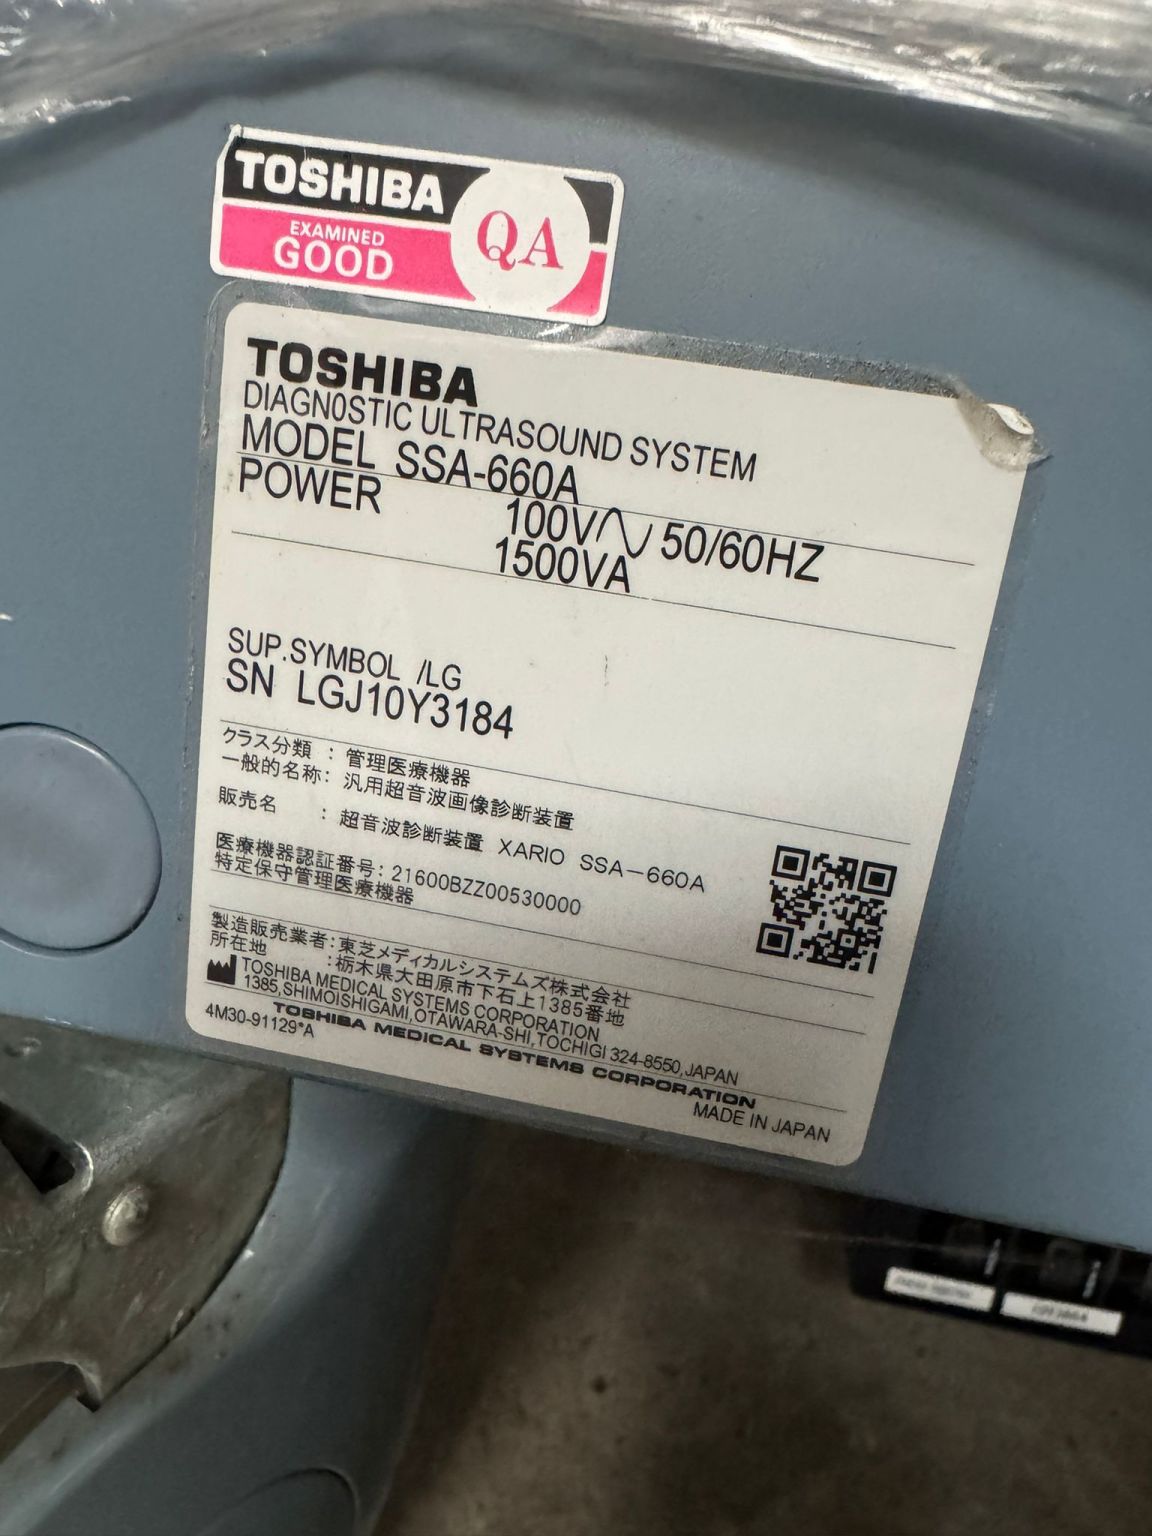 TOSHIBA
EXAMINED
GOOD
QA
TOSHIBA
DIAGN0STIC ULTRASOUND SYSTEM
MODEL SSA-660A
POWER 100V 50/60HZ
1500VA
SUP.SYMBOL /LG
SN LGJ10Y3184
クラス分類 : 管理医療機器
一般的名称: 汎用超音波画像診断装置
販売名 : 超音波診断装置 XARIO SSA-660A
医療機器認証番号: 21600BZZ00530000
特定保守管理医療機器
製造販売業者:東芝メディカルシステムズ株式会社
所在地 :栃木県大田原市下石上1385番地
TOSHIBA MEDICAL SYSTEMS CORPORATION
1385,SHIMOISHIGAMI,OTAWARA-SHI,TOCHIGI 324-8550,JAPAN
4M30-91129*A
TOSHIBA MEDICAL SYSTEMS CORPORATION
MADE IN JAPAN